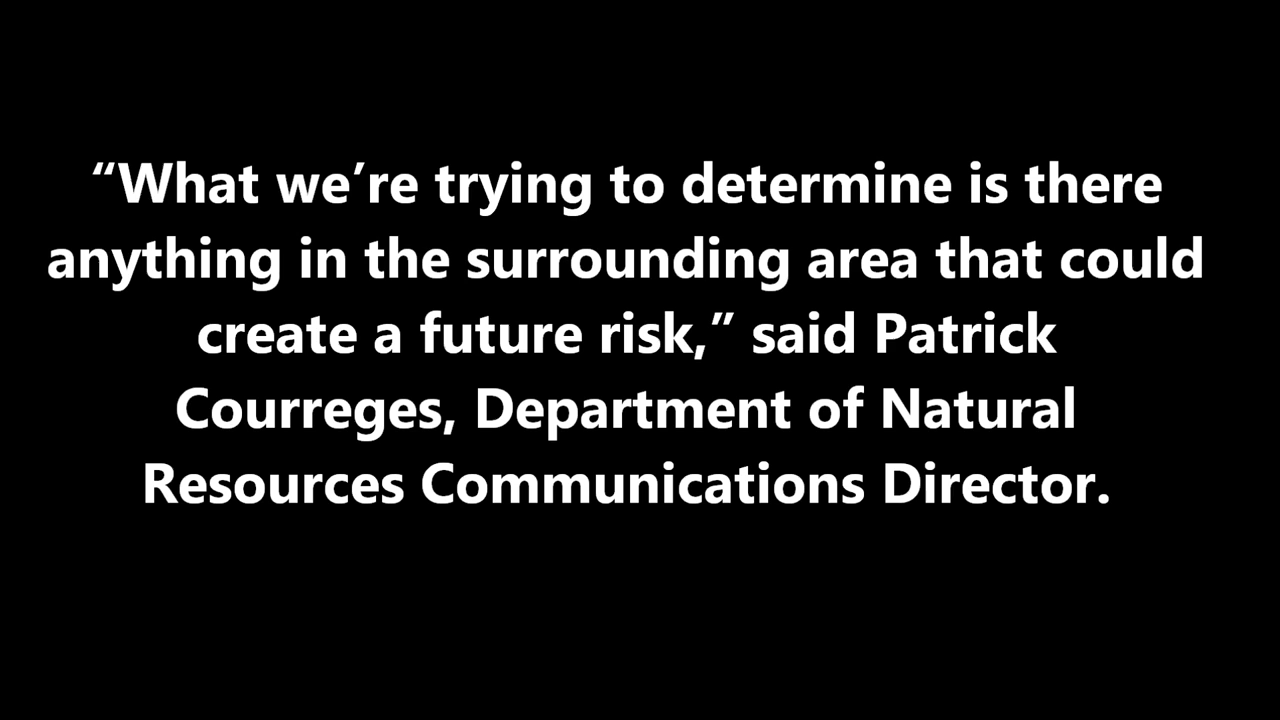 “What we’re trying to determine is there
anything in the surrounding area that could
create a future risk,” said Patrick
Courreges, Department of Natural
Resources Communications Director.